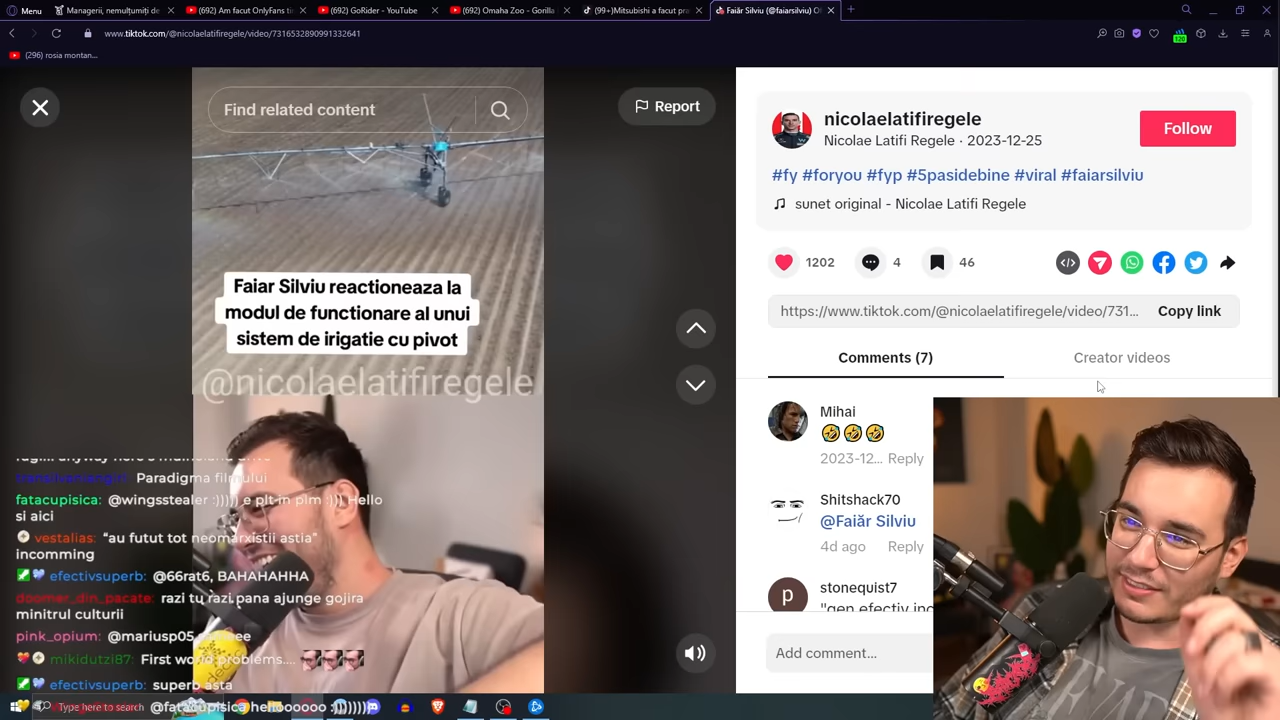 Menu
Managerii, nemulțumiți de
(692) Am facut OnlyFans ti
(692) GoRider - YouTube
(692) Omaha Zoo - Gorilla
(99+)Mitsubishi a facut pra
Faiăr Silviu (@faiarsilviu) Of
www.tiktok.com/@nicolaelatifiregele/video/7316532890991332641
120
(296) rosia montan...
Find related content
Report
Faiar Silviu reactioneaza la
modul de functionare al unui
sistem de irigatie cu pivot
@nicolaelatifiregele
Paradigma filmului
fatacupisica: @wingsstealer :))))) e plt in plm :))) Hello
si aici
vestalias: "au futut tot neomarxistii astia"
incomming
efectivsuperb: @66rat6, BAHAHAHHA
doomer_din_pacate: razi tu razi pana ajunge gojira
minitrul culturii
pink_opium: @mariusp05
mikidutzi87: First world problems....
efectivsuperb: superb asta
@fatacupisica hellooooo :)))))))
Type here to search
nicolaelatifiregele
Nicolae Latifi Regele · 2023-12-25
Follow
#fy #foryou #fyp #5pasidebine #viral #faiarsilviu
sunet original - Nicolae Latifi Regele
1202
4
46
https://www.tiktok.com/@nicolaelatifiregele/video/731...
Copy link
Comments (7)
Creator videos
Mihai
🤣🤣🤣
2023-12... Reply
Shitshack70
@Faiăr Silviu
4d ago Reply
p
stonequist7
"gen efectiv inc
Add comment...